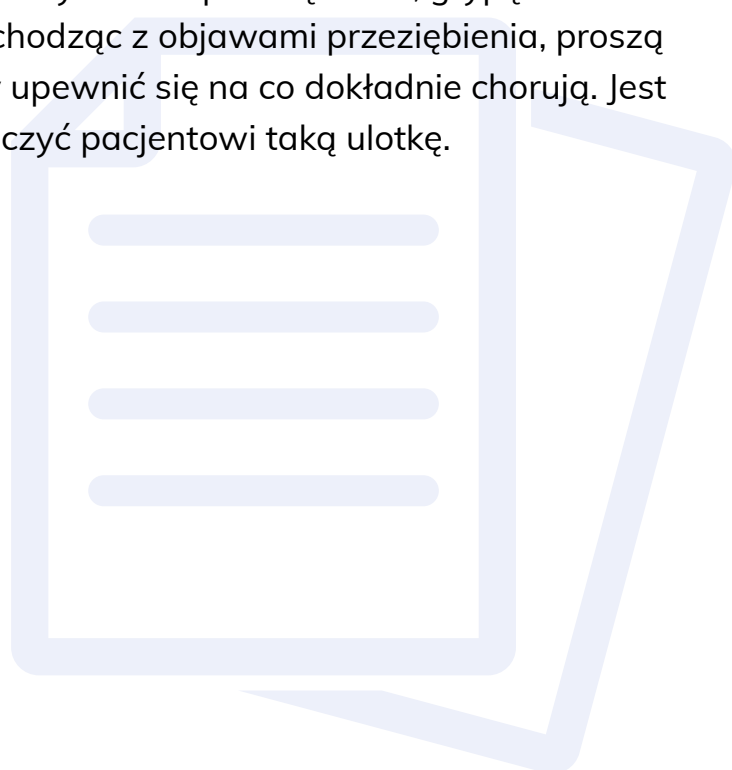 chodząc z objawami przeziębienia, proszą
upewnić się na co dokładnie chorują. Jest
czyć pacjentowi taką ulotkę.